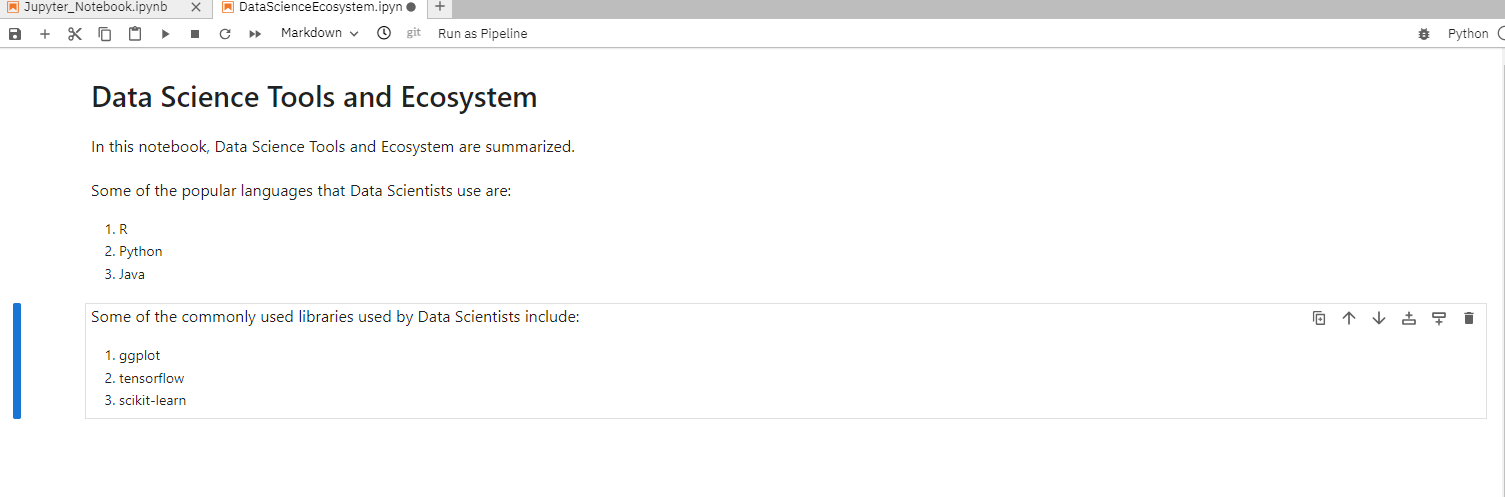 Jupyter_Notebook.ipynb
DataScienceEcosystem.ipyn
Markdown git Run as Pipeline Python
Data Science Tools and Ecosystem
In this notebook, Data Science Tools and Ecosystem are summarized.
Some of the popular languages that Data Scientists use are:
1. R
2. Python
3. Java
Some of the commonly used libraries used by Data Scientists include:
1. ggplot
2. tensorflow
3. scikit-learn